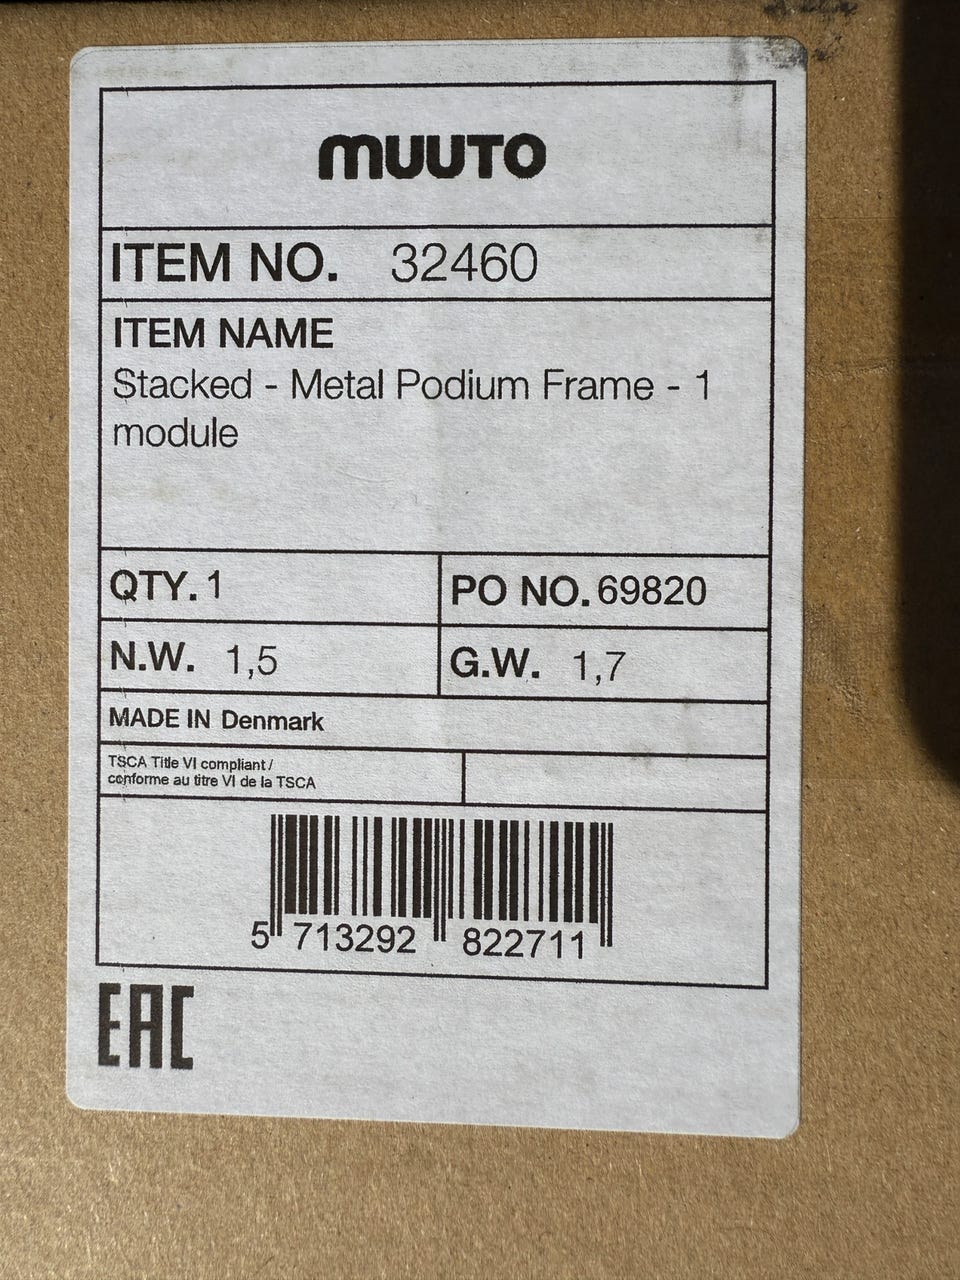 muuto
ITEM NO. 32460
ITEM NAME
Stacked - Metal Podium Frame - 1
module
QTY. 1
PO NO. 69820
N.W. 1,5
G.W. 1,7
MADE IN Denmark
TSCA Title VI compliant /
conforme au titre VI de la TSCA
5 713292 822711
EAC